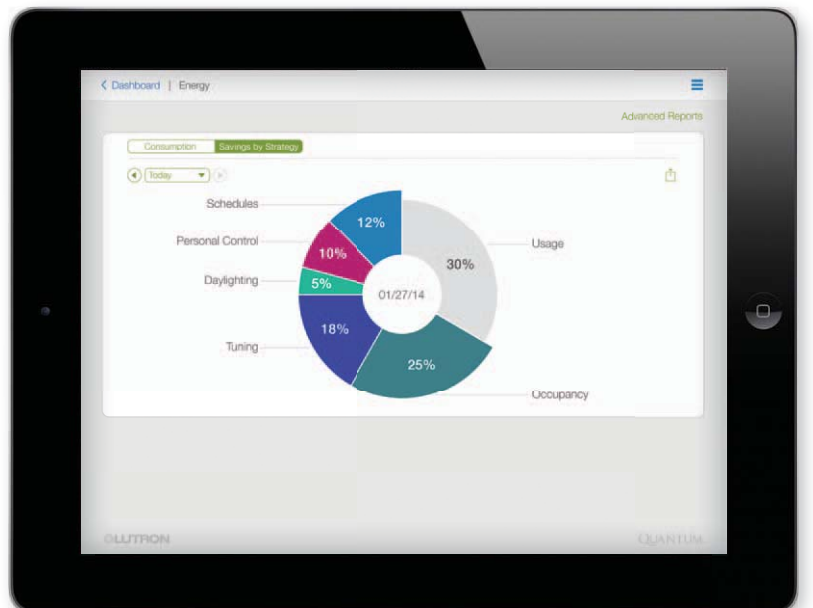 Dashboard | Energy
Advanced Reports
Consumption
Savings by Strategy
Today
Schedules
12%
Personal Control
10%
Usage
30%
Daylighting
5%
01/27/14
18%
Tuning
25%
Occupancy
LUTRON
QUANTUM